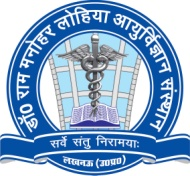 डॉ० राम मनोहर लोहिया आयुर्विज्ञान संस्थान
सर्वे संतु निरामयाः
लखनऊ (उ०प्र०)